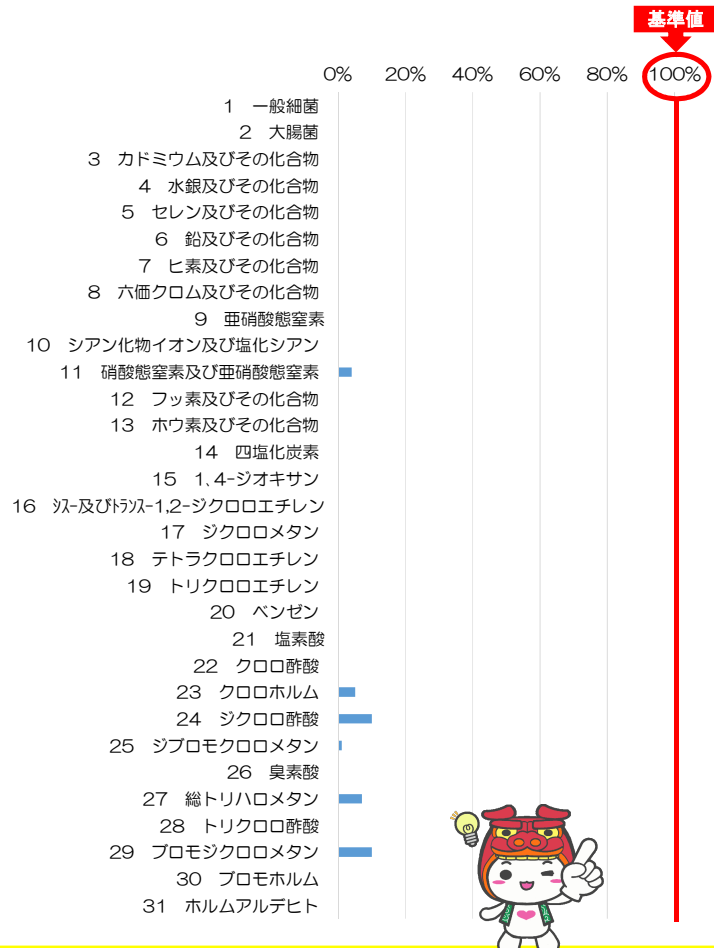 基準値
0% 20% 40% 60% 80% 100%
1 一般細菌
2 大腸菌
3 カドミウム及びその化合物
4 水銀及びその化合物
5 セレン及びその化合物
6 鉛及びその化合物
7 ヒ素及びその化合物
8 六価クロム及びその化合物
9 亜硝酸態窒素
10 シアン化物イオン及び塩化シアン
11 硝酸態窒素及び亜硝酸態窒素
12 フッ素及びその化合物
13 ホウ素及びその化合物
14 四塩化炭素
15 1、4-ジオキサン
16 ｼｽｰ及びﾄﾗﾝｽｰ1,2-ジクロロエチレン
17 ジクロロメタン
18 テトラクロロエチレン
19 トリクロロエチレン
20 ベンゼン
21 塩素酸
22 クロロ酢酸
23 クロロホルム
24 ジクロロ酢酸
25 ジブロモクロロメタン
26 臭素酸
27 総トリハロメタン
28 トリクロロ酢酸
29 ブロモジクロロメタン
30 ブロモホルム
31 ホルムアルデヒト